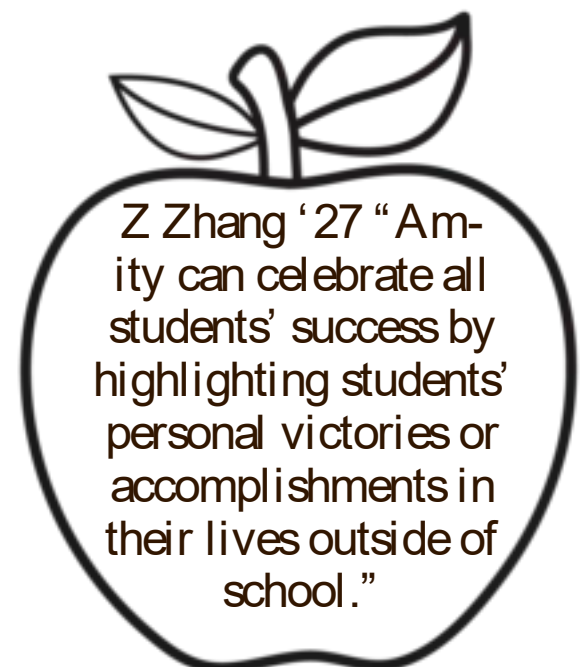 Z Zhang ‘27 “Am-
ity can celebrate all
students’ success by
highlighting students’
personal victories or
accomplishments in
their lives outside of
school.”